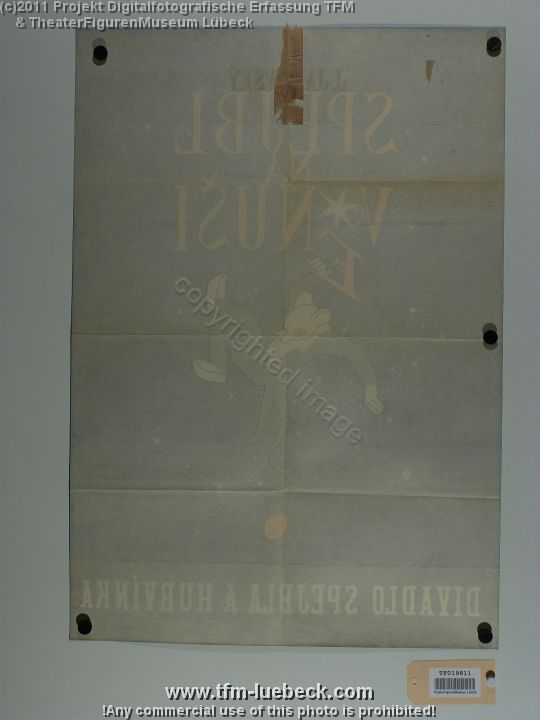 (c)2011 Projekt Digitalfotografische Erfassung TFM
& TheaterFigurenMuseum Lübeck
SPEJBL
NA
VÉNUŠI
copyrighted image
DIVADLO SPEJBLA A HURVÍNKA
TF019811
www.tfm-luebeck.com
!Any commercial use of this photo is prohibited!